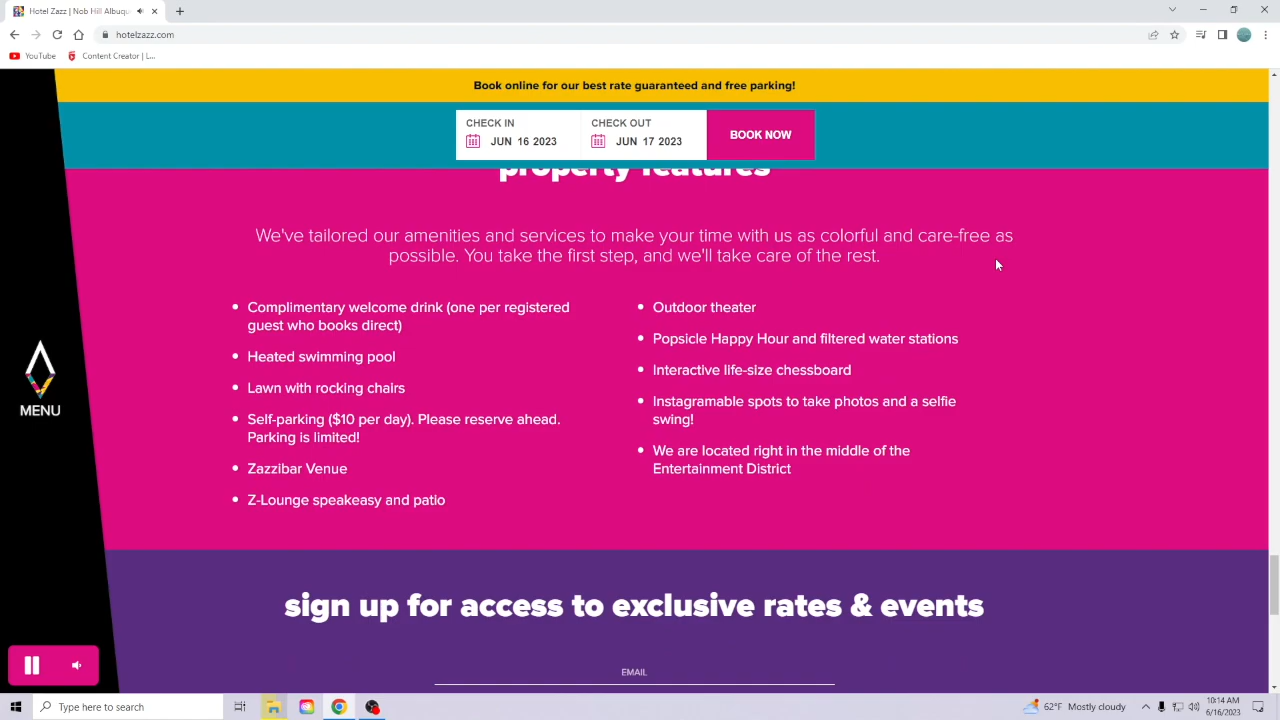 Hotel Zazz | Nob Hill Albuq
hotelzazz.com
YouTube
Content Creator | L...
Book online for our best rate guaranteed and free parking!
CHECK IN
JUN 16 2023
CHECK OUT
JUN 17 2023
BOOK NOW
property features
We've tailored our amenities and services to make your time with us as colorful and care-free as
possible. You take the first step, and we'll take care of the rest.
Complimentary welcome drink (one per registered
guest who books direct)
Heated swimming pool
Lawn with rocking chairs
Self-parking ($10 per day). Please reserve ahead.
Parking is limited!
Zazzibar Venue
Z-Lounge speakeasy and patio
Outdoor theater
Popsicle Happy Hour and filtered water stations
Interactive life-size chessboard
Instagramable spots to take photos and a selfie
swing!
We are located right in the middle of the
Entertainment District
MENU
sign up for access to exclusive rates & events
EMAIL
Type here to search
62°F Mostly cloudy
10:14 AM
6/16/2023